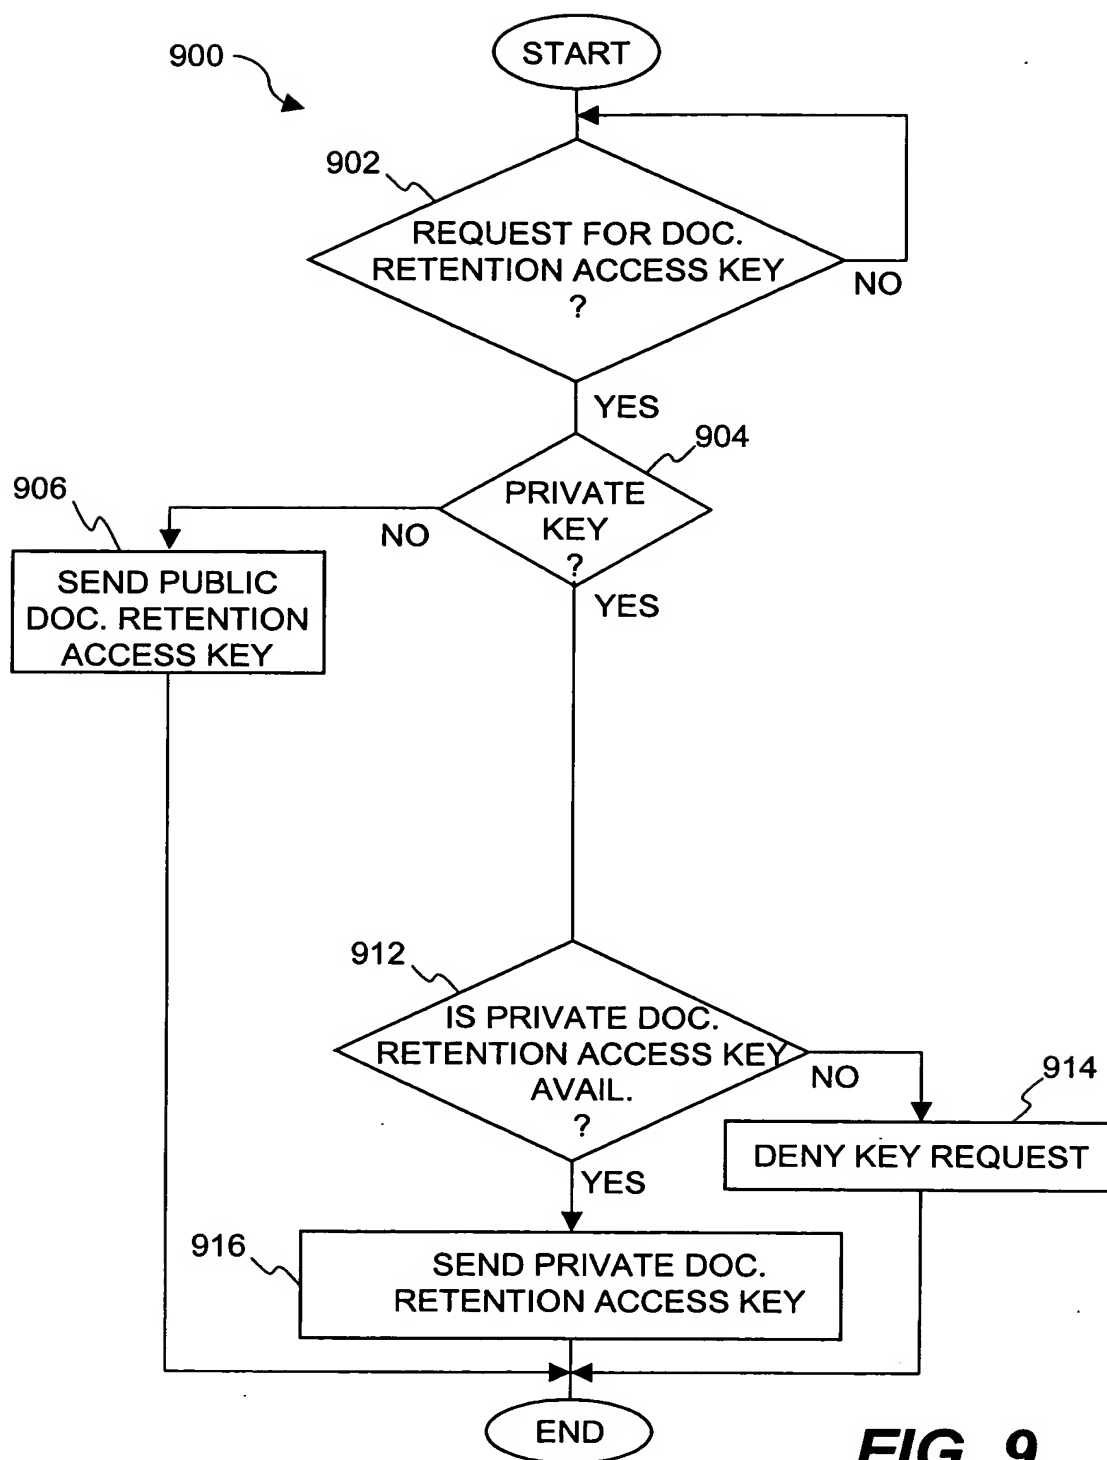 START
900
902
REQUEST FOR DOC.
RETENTION ACCESS KEY
?
NO
YES
904
PRIVATE
KEY
?
NO
YES
906
SEND PUBLIC
DOC. RETENTION
ACCESS KEY
912
IS PRIVATE DOC.
RETENTION ACCESS KEY
AVAIL.
?
NO
914
DENY KEY REQUEST
YES
916
SEND PRIVATE DOC.
RETENTION ACCESS KEY
END
FIG. 9